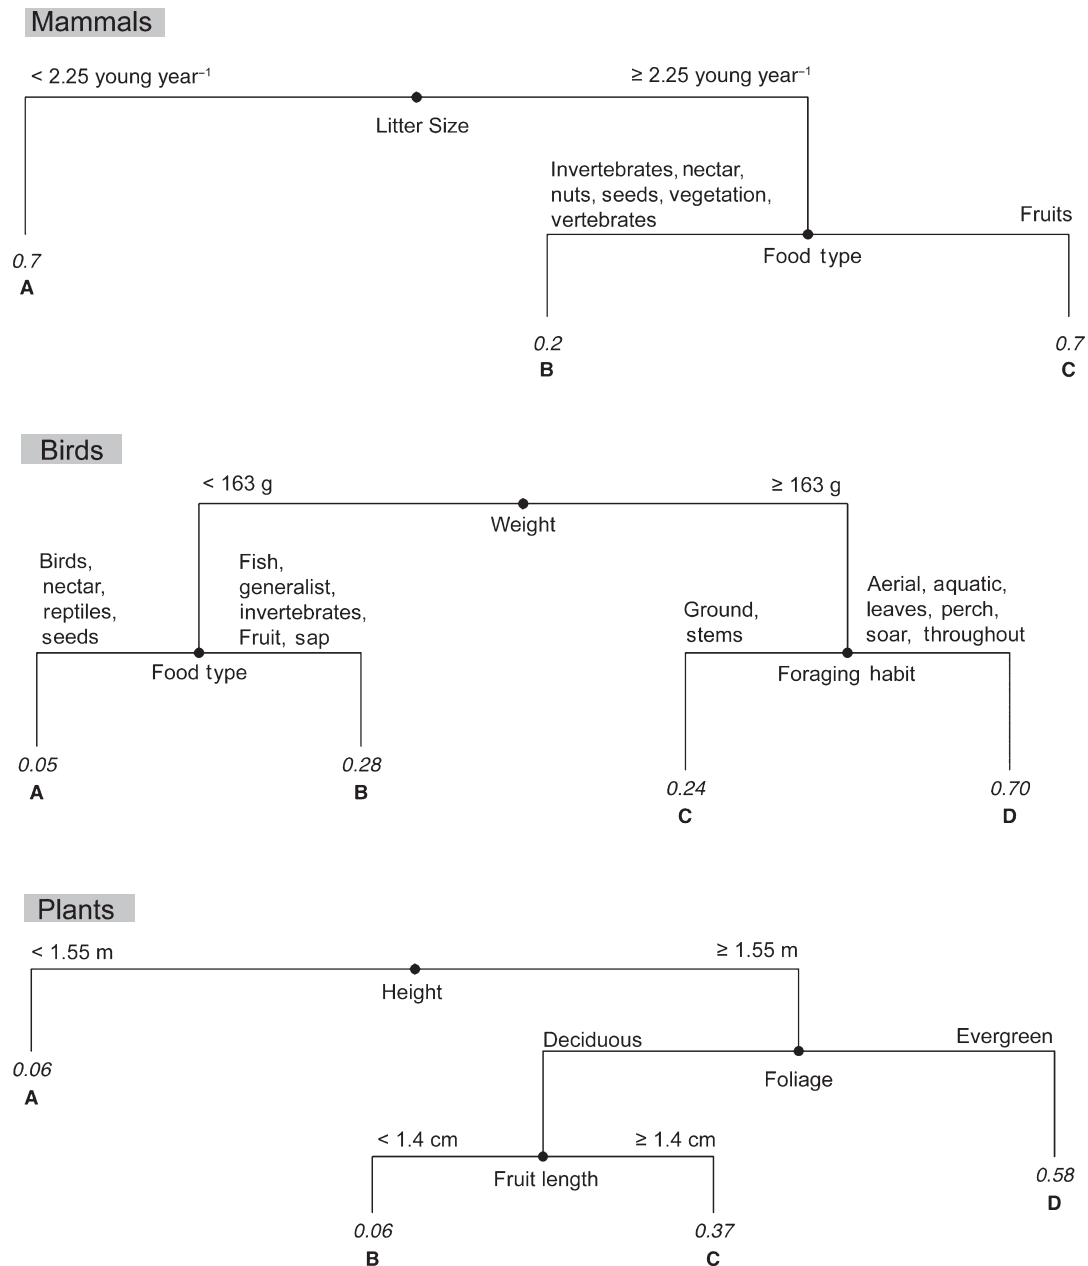 Mammals
< 2.25 young year⁻¹
≥ 2.25 young year⁻¹
Litter Size
Invertebrates, nectar,
nuts, seeds, vegetation,
vertebrates
Fruits
Food type
0.7
A
0.2
B
0.7
C
Birds
< 163 g
≥ 163 g
Weight
Birds,
nectar,
reptiles,
seeds
Fish,
generalist,
invertebrates,
Fruit, sap
Ground,
stems
Aerial, aquatic,
leaves, perch,
soar, throughout
Food type
Foraging habit
0.05
A
0.28
B
0.24
C
0.70
D
Plants
< 1.55 m
≥ 1.55 m
Height
Deciduous
Evergreen
Foliage
0.06
A
< 1.4 cm
≥ 1.4 cm
Fruit length
0.58
D
0.06
B
0.37
C